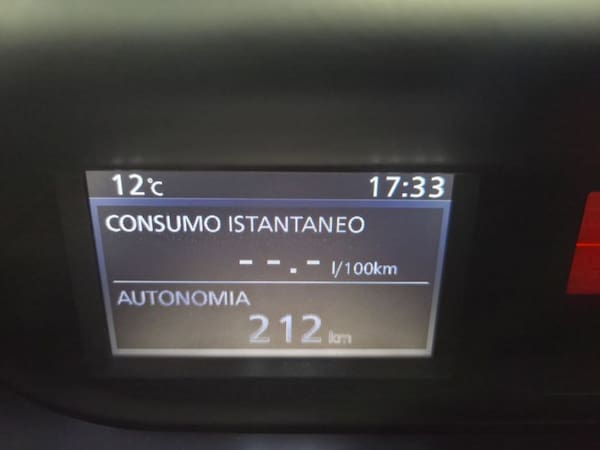 12°C 17:33
CONSUMO ISTANTANEO
--.- l/100km
AUTONOMIA
212 km